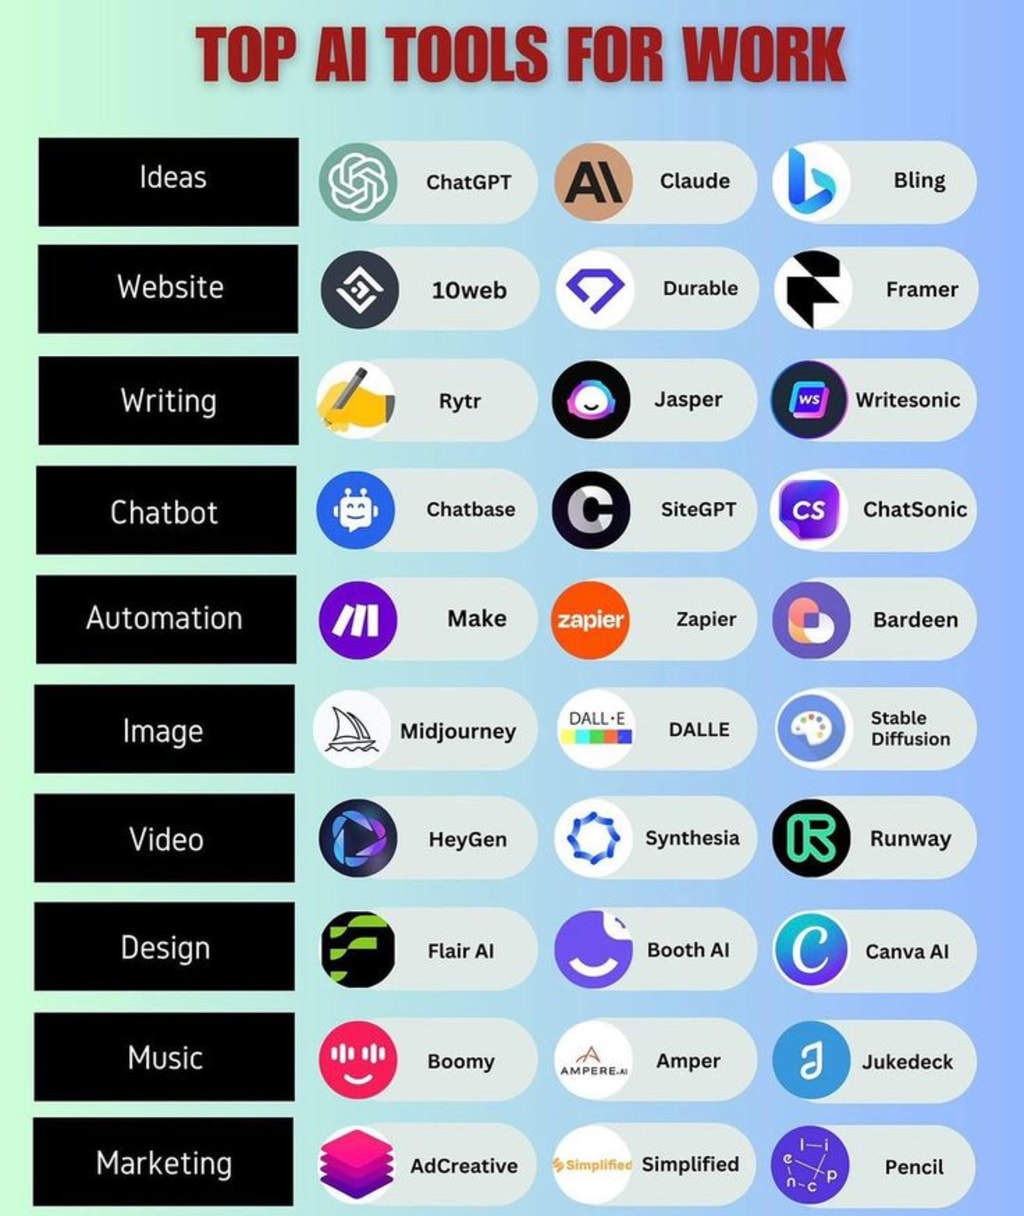 TOP AI TOOLS FOR WORK
Ideas
ChatGPT
Claude
Bling
Website
10web
Durable
Framer
Writing
Rytr
Jasper
WS
Writesonic
Chatbot
Chatbase
C
SiteGPT
CS
ChatSonic
Automation
Make
zapier
Zapier
Bardeen
Image
Midjourney
DALL·E
DALLE
Stable
Diffusion
Video
HeyGen
Synthesia
R
Runway
Design
Flair AI
Booth AI
C
Canva AI
Music
Boomy
AMPERE.AI
Amper
Jukedeck
Marketing
AdCreative
Simplified
Simplified
pencil
Pencil